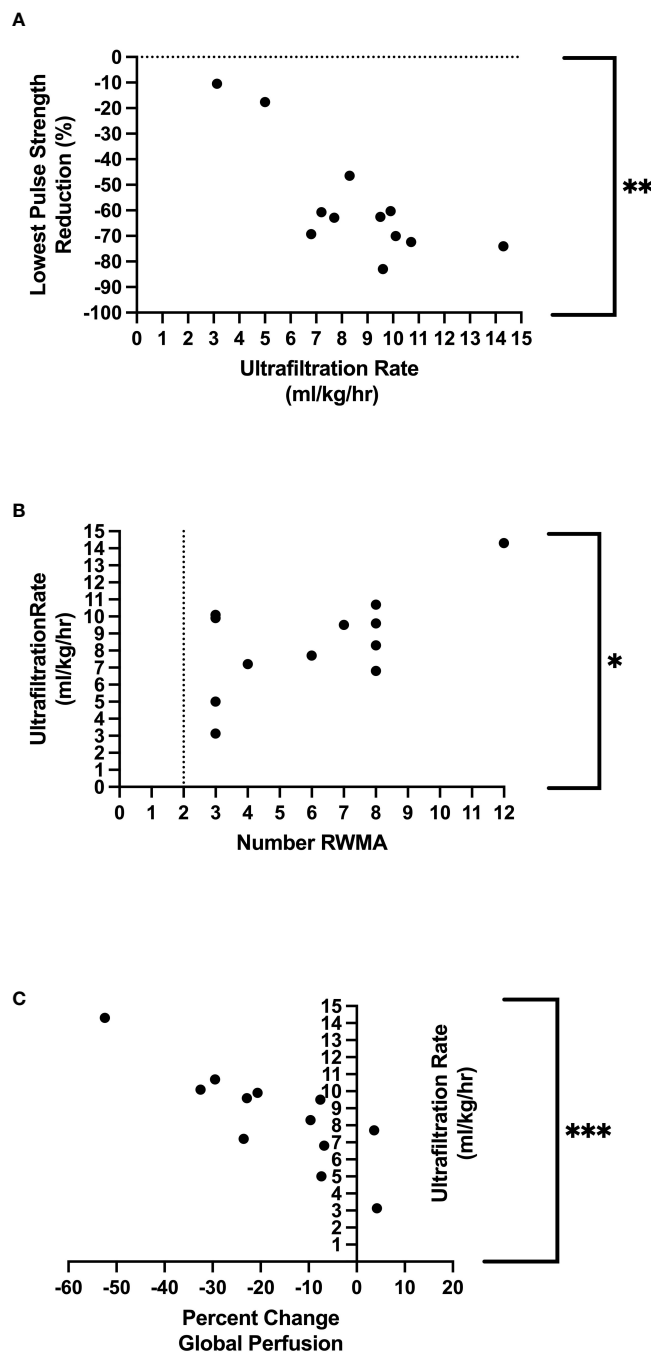 A
0
-10
-20
-30
-40
-50
-60
-70
-80
-90
-100
Lowest Pulse Strength
Reduction (%)
0 1 2 3 4 5 6 7 8 9 10 11 12 13 14 15
Ultrafiltration Rate
(ml/kg/hr)
**
B
15
14
13
12
11
10
9
8
7
6
5
4
3
2
1
0
UltrafiltrationRate
(ml/kg/hr)
0 1 2 3 4 5 6 7 8 9 10 11 12
Number RWMA
*
C
15
14
13
12
11
10
9
8
7
6
5
4
3
2
1
Ultrafiltration Rate
(ml/kg/hr)
***
-60 -50 -40 -30 -20 -10 0 10 20
Percent Change
Global Perfusion